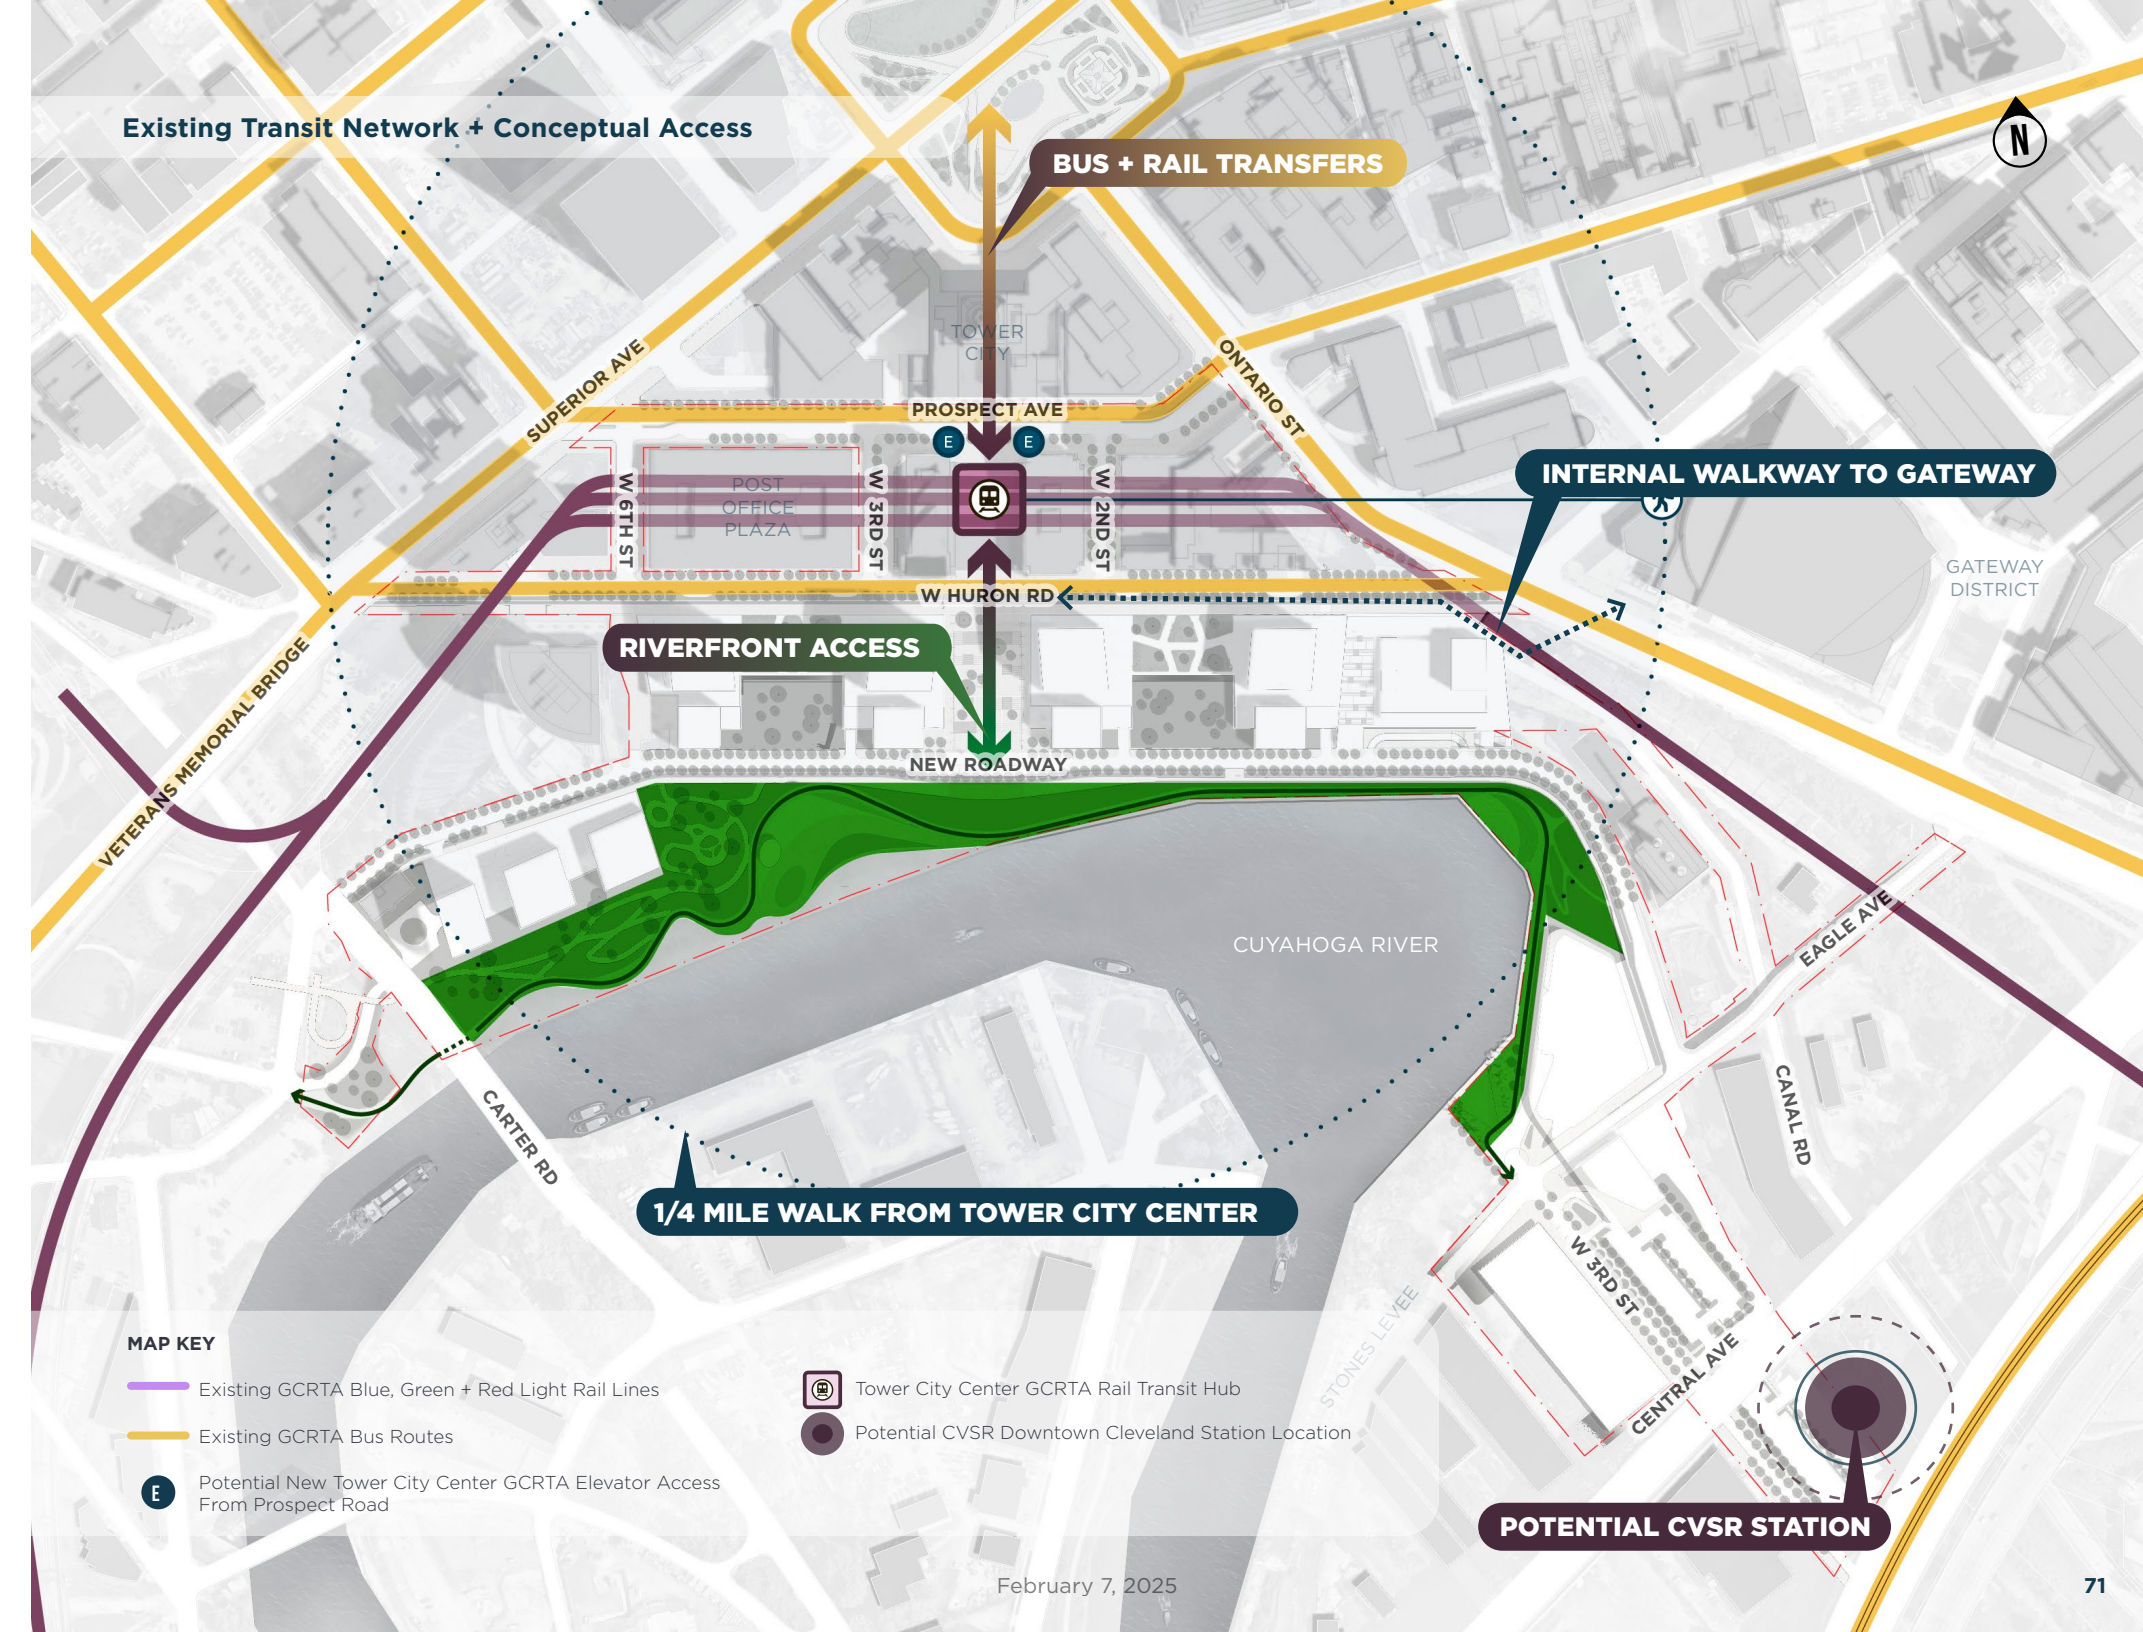 Existing Transit Network + Conceptual Access
N
BUS + RAIL TRANSFERS
TOWER
CITY
SUPERIOR AVE
ONTARIO ST
PROSPECT AVE
E
E
INTERNAL WALKWAY TO GATEWAY
W 6TH ST
POST
OFFICE
PLAZA
W 3RD ST
W 2ND ST
GATEWAY
DISTRICT
W HURON RD
RIVERFRONT ACCESS
VETERANS MEMORIAL BRIDGE
NEW ROADWAY
CUYAHOGA RIVER
EAGLE AVE
CARTER RD
CANAL RD
1/4 MILE WALK FROM TOWER CITY CENTER
W 3RD ST
STONES LEVEE
CENTRAL AVE
POTENTIAL CVSR STATION
MAP KEY
Existing GCRTA Blue, Green + Red Light Rail Lines
Existing GCRTA Bus Routes
E
Potential New Tower City Center GCRTA Elevator Access
From Prospect Road
Tower City Center GCRTA Rail Transit Hub
Potential CVSR Downtown Cleveland Station Location
February 7, 2025
71